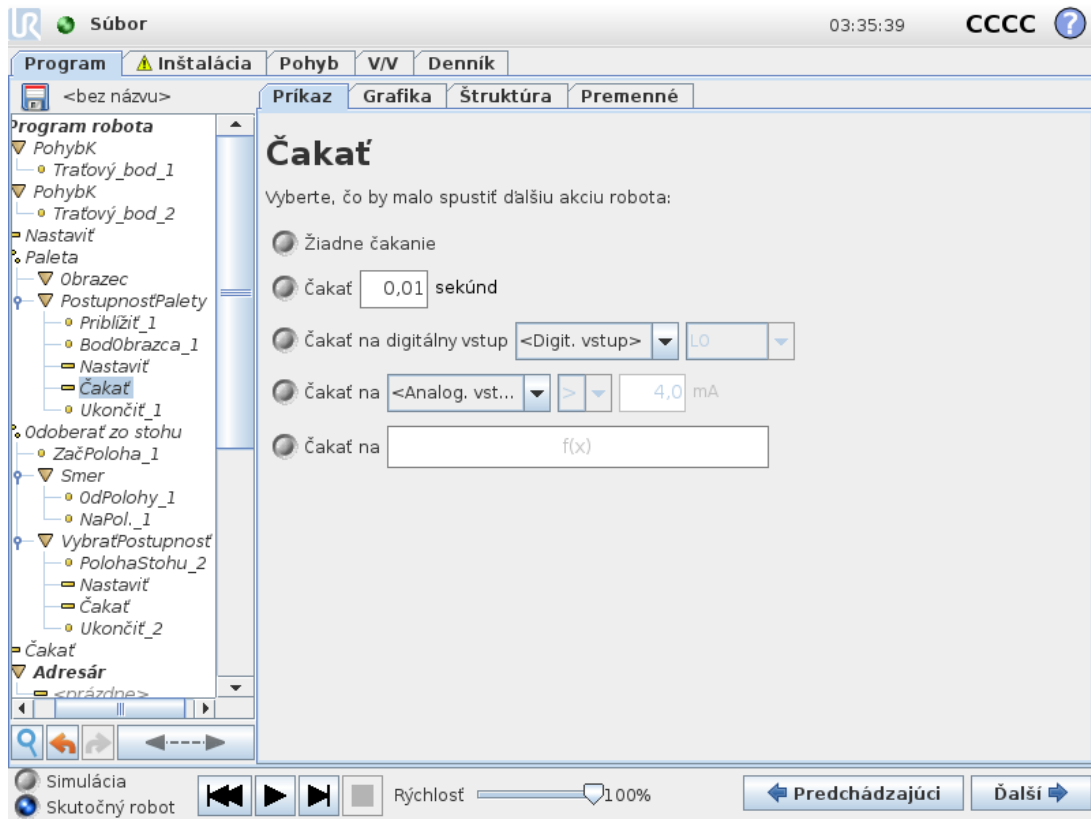 UR Súbor 03:35:39 CCCC ?
Program Inštalácia Pohyb V/V Denník
<bez názvu> Príkaz Grafika Štruktúra Premenné
Program robota
PohybK
Traťový_bod_1
PohybK
Traťový_bod_2
Nastaviť
Paleta
Obrazec
PostupnosťPalety
Priblížiť_1
BodObrazca_1
Nastaviť
Čakať
Ukončiť_1
Odoberať zo stohu
ZačPoloha_1
Smer
OdPolohy_1
NaPol._1
VybraťPostupnosť
PolohaStohu_2
Nastaviť
Čakať
Ukončiť_2
Čakať
Adresár
<prázdne>
Čakať
Vyberte, čo by malo spustiť ďalšiu akciu robota:
Žiadne čakanie
Čakať 0,01 sekúnd
Čakať na digitálny vstup <Digit. vstup> LO
Čakať na <Analog. vst... > 4,0 mA
Čakať na f(x)
Simulácia
Skutočný robot
Rýchlosť 100%
Predchádzajúci Ďalší